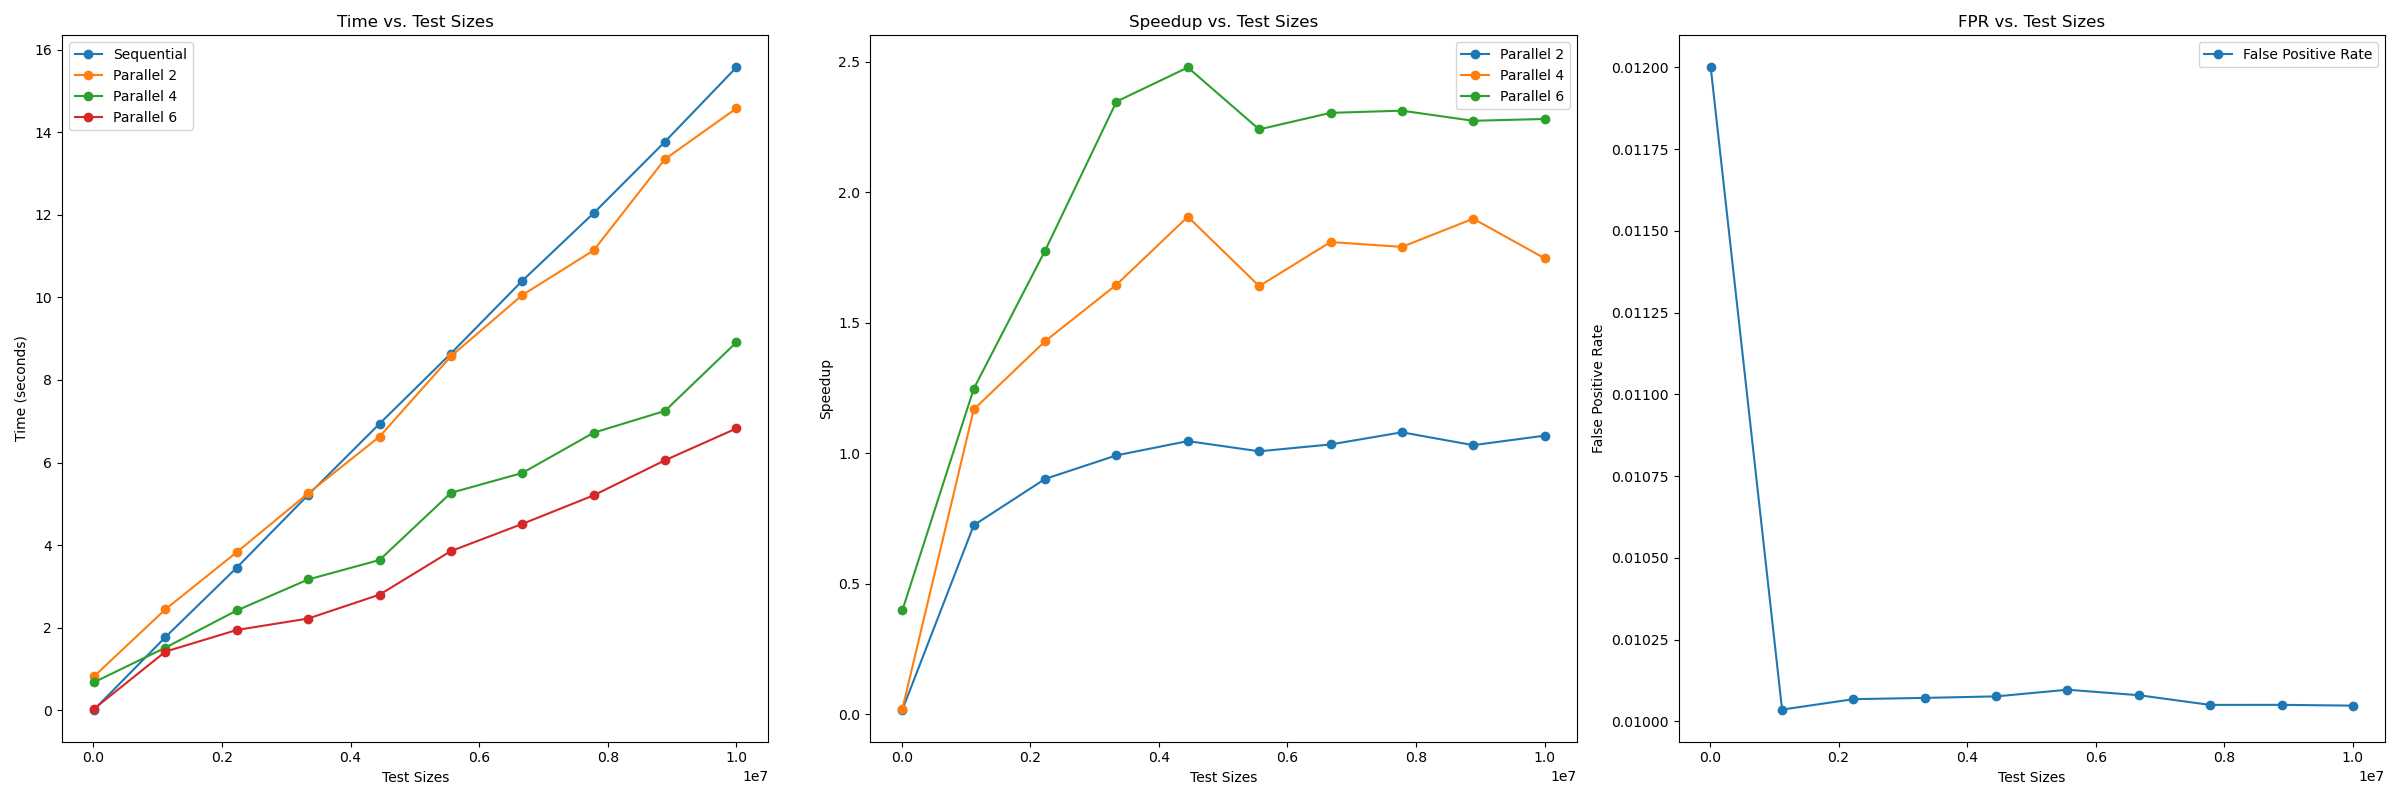 Time vs. Test Sizes
Sequential
Parallel 2
Parallel 4
Parallel 6
16
14
12
10
8
6
4
2
0
Time (seconds)
0.0 0.2 0.4 0.6 0.8 1.0
1e7
Test Sizes
Speedup vs. Test Sizes
Parallel 2
Parallel 4
Parallel 6
2.5
2.0
1.5
1.0
0.5
0.0
Speedup
0.0 0.2 0.4 0.6 0.8 1.0
1e7
Test Sizes
FPR vs. Test Sizes
False Positive Rate
0.01200
0.01175
0.01150
0.01125
0.01100
0.01075
0.01050
0.01025
0.01000
False Positive Rate
0.0 0.2 0.4 0.6 0.8 1.0
1e7
Test Sizes